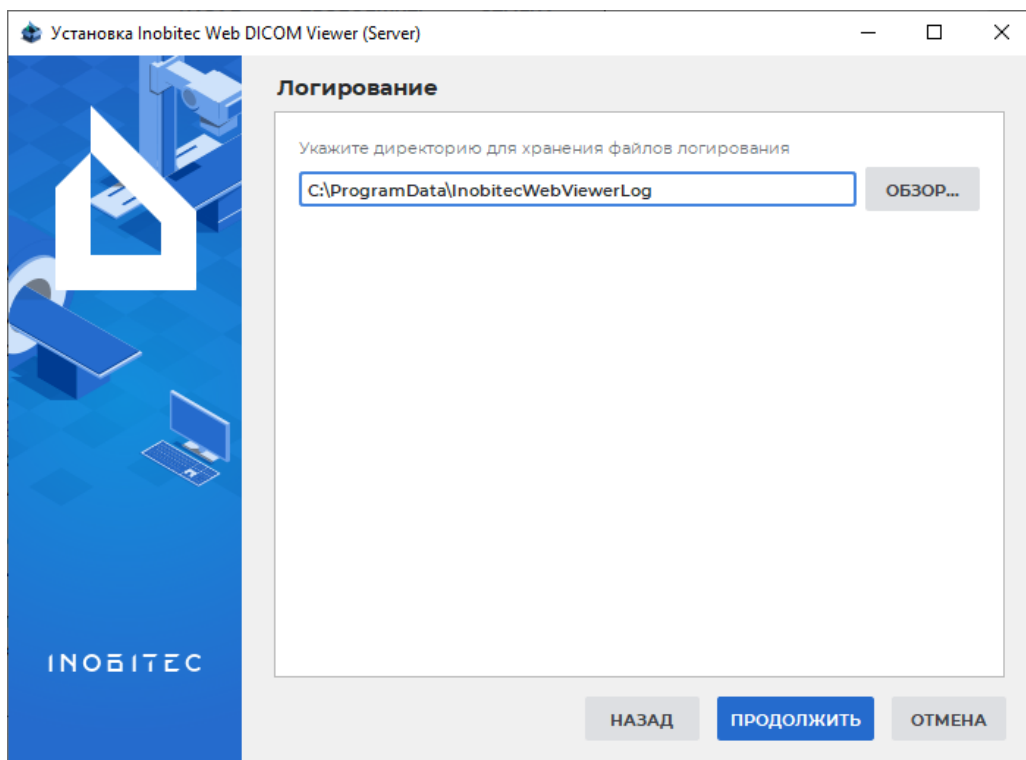 Установка Inobitec Web DICOM Viewer (Server)
Логирование
Укажите директорию для хранения файлов логирования
C:\ProgramData\InobitecWebViewerLog
ОБЗОР...
INOBITEC
НАЗАД
ПРОДОЛЖИТЬ
ОТМЕНА